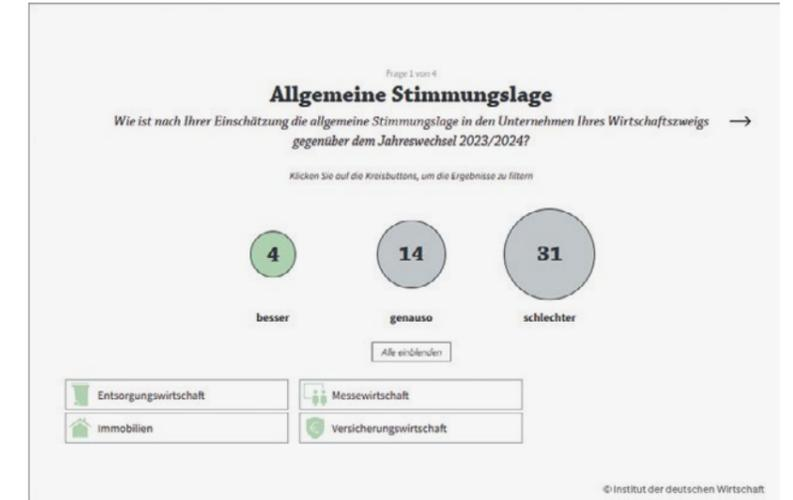 Frage 1 von 4
Allgemeine Stimmungslage
Wie ist nach Ihrer Einschätzung die allgemeine Stimmungslage in den Unternehmen Ihres Wirtschaftszweigs
gegenüber dem Jahreswechsel 2023/2024?
Klicken Sie auf die Kreisbuttons, um die Ergebnisse zu filtern
4 14 31
besser genauso schlechter
Alle einblenden
Entsorgungswirtschaft Messewirtschaft
Immobilien Versicherungswirtschaft
© Institut der deutschen Wirtschaft